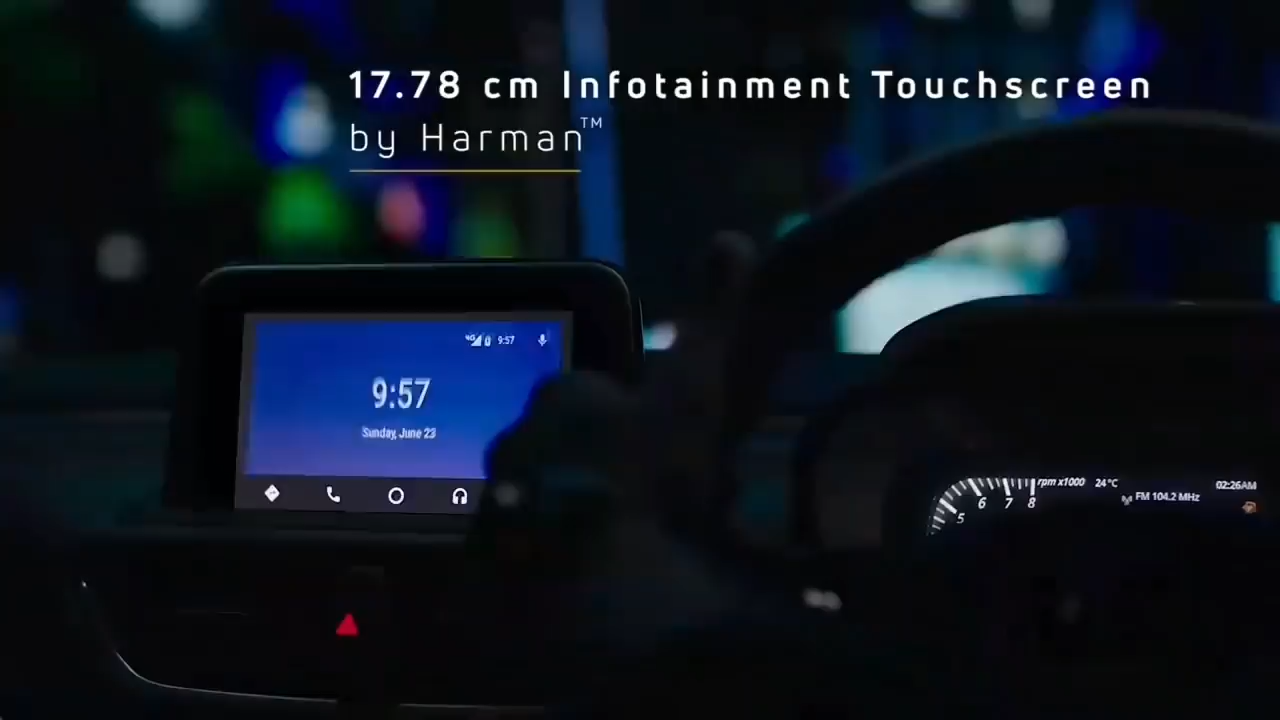 17.78 cm Infotainment Touchscreen
by Harman™
4G 9:57
9:57
Sunday, June 23
rpm x1000 24°C 02:26AM
FM 104.2 MHz
5 6 7 8